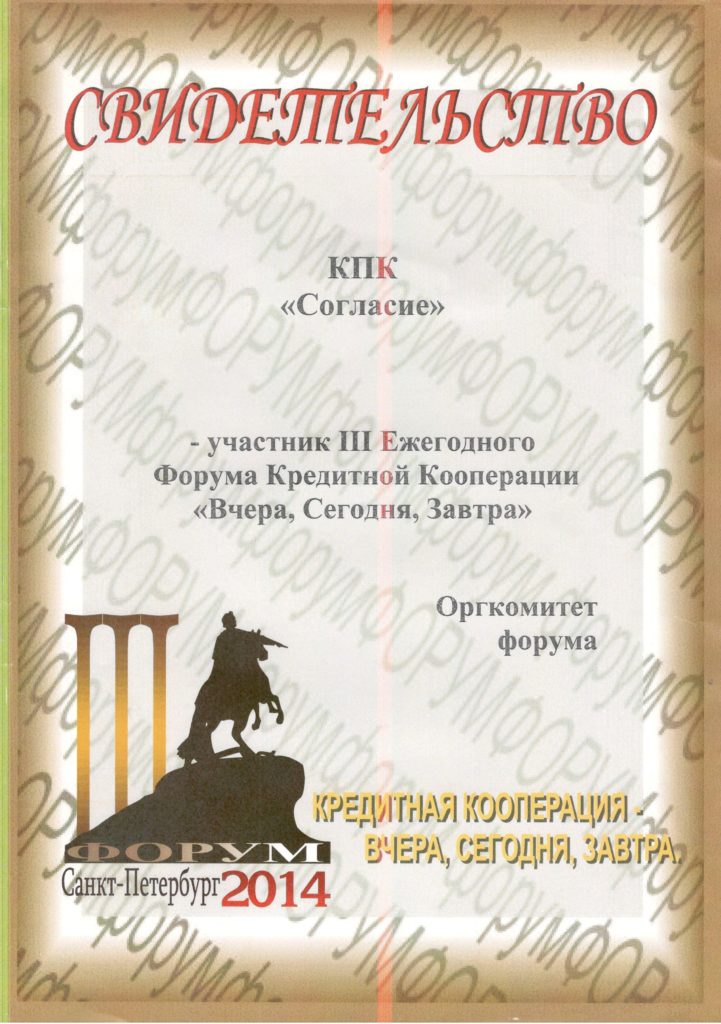 СВИДЕТЕЛЬСТВО
КПК
«Согласие»
- участник III Ежегодного
Форума Кредитной Кооперации
«Вчера, Сегодня, Завтра»
Оргкомитет
форума
III
ФОРУМ
Санкт-Петербург 2014
КРЕДИТНАЯ КООПЕРАЦИЯ -
ВЧЕРА, СЕГОДНЯ, ЗАВТРА.